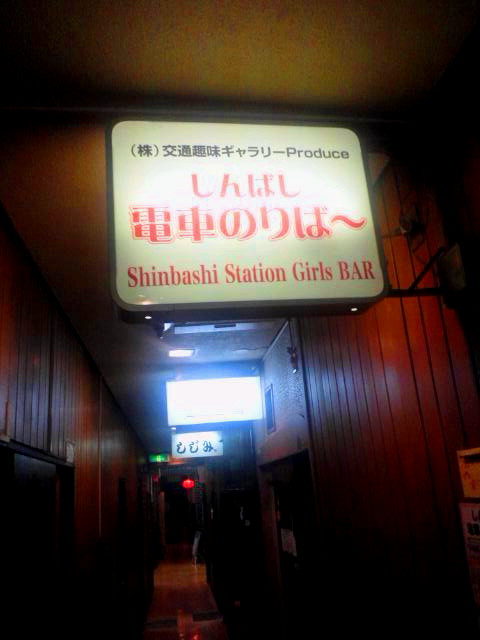 （株）交通趣味ギャラリーProduce
しんばし
電車のりば～
Shinbashi Station Girls BAR
しじみ